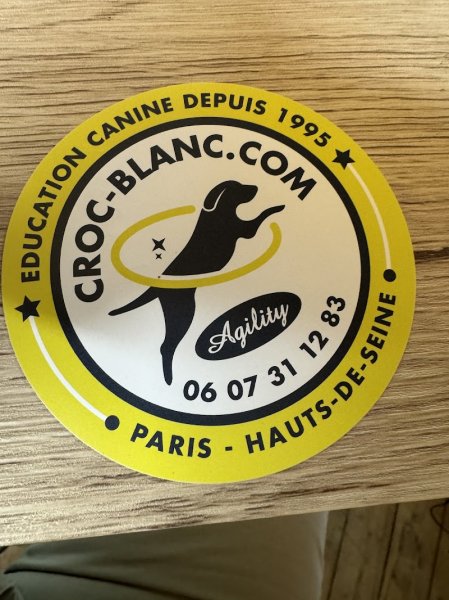 EDUCATION CANINE DEPUIS 1995
CROC-BLANC.COM
Agility
06 07 31 12 83
PARIS - HAUTS-DE-SEINE